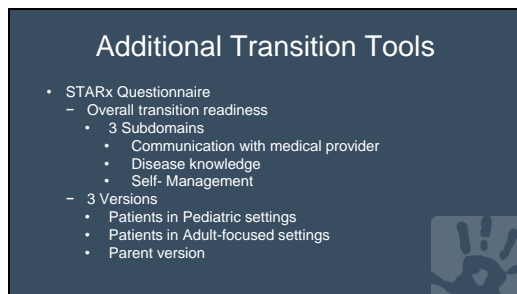 Additional Transition Tools
• STARx Questionnaire
− Overall transition readiness
• 3 Subdomains
• Communication with medical provider
• Disease knowledge
• Self- Management
− 3 Versions
• Patients in Pediatric settings
• Patients in Adult-focused settings
• Parent version